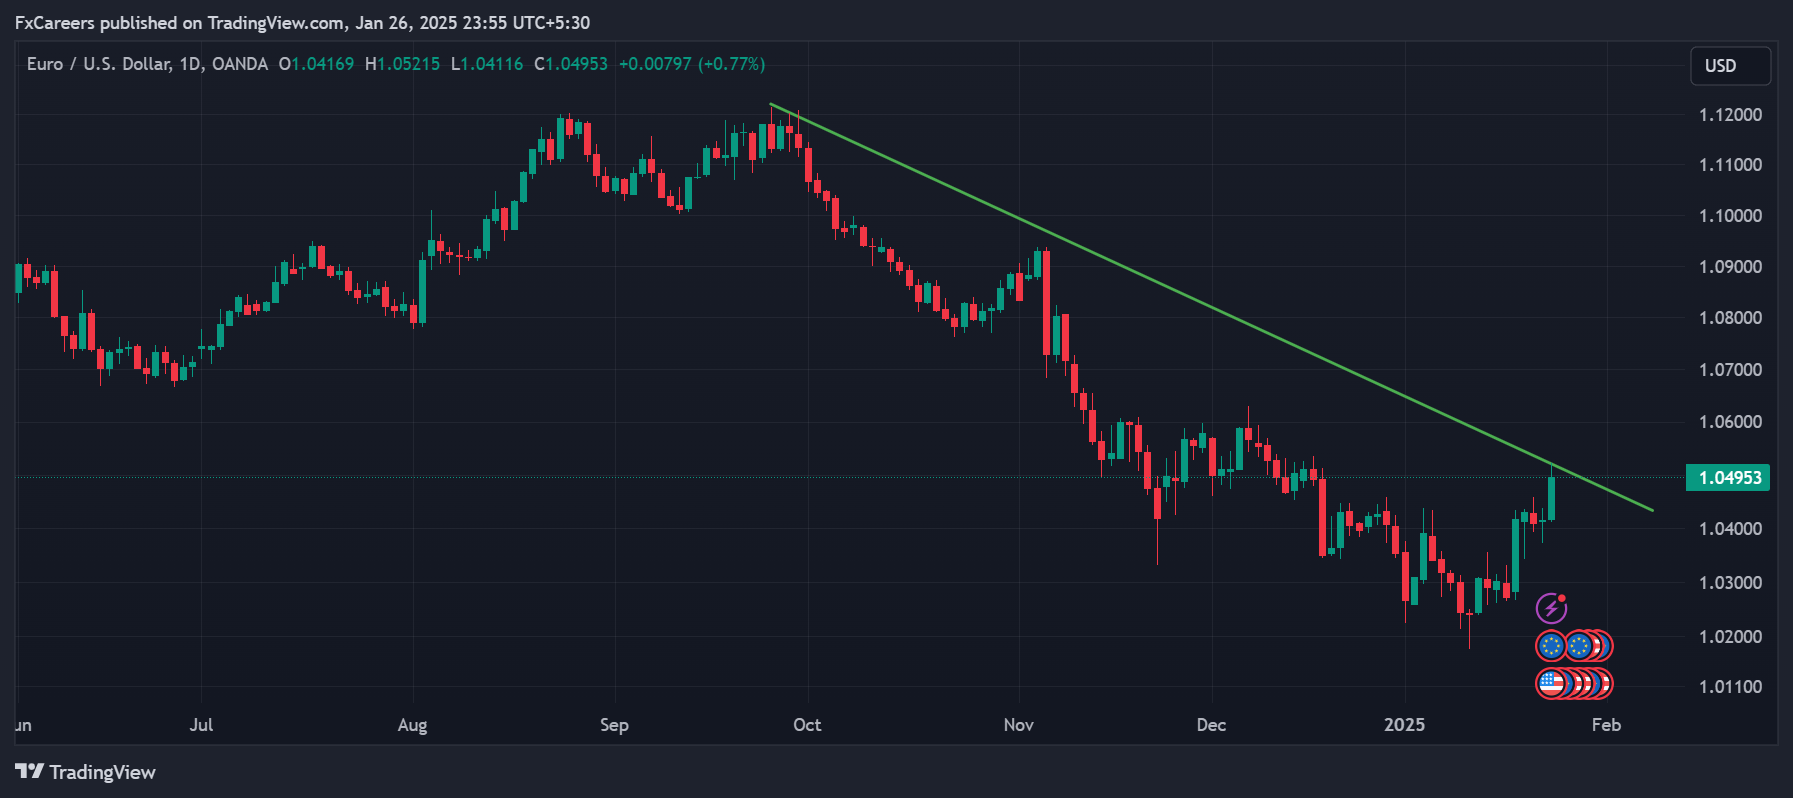 FxCareers published on TradingView.com, Jan 26, 2025 23:55 UTC+5:30
Euro / U.S. Dollar, 1D, OANDA O1.04169 H1.05215 L1.04116 C1.04953 +0.00797 (+0.77%)
USD
1.12000
1.11000
1.10000
1.09000
1.08000
1.07000
1.06000
1.04953
1.04000
1.03000
1.02000
1.01100
un Jul Aug Sep Oct Nov Dec 2025 Feb
TradingView